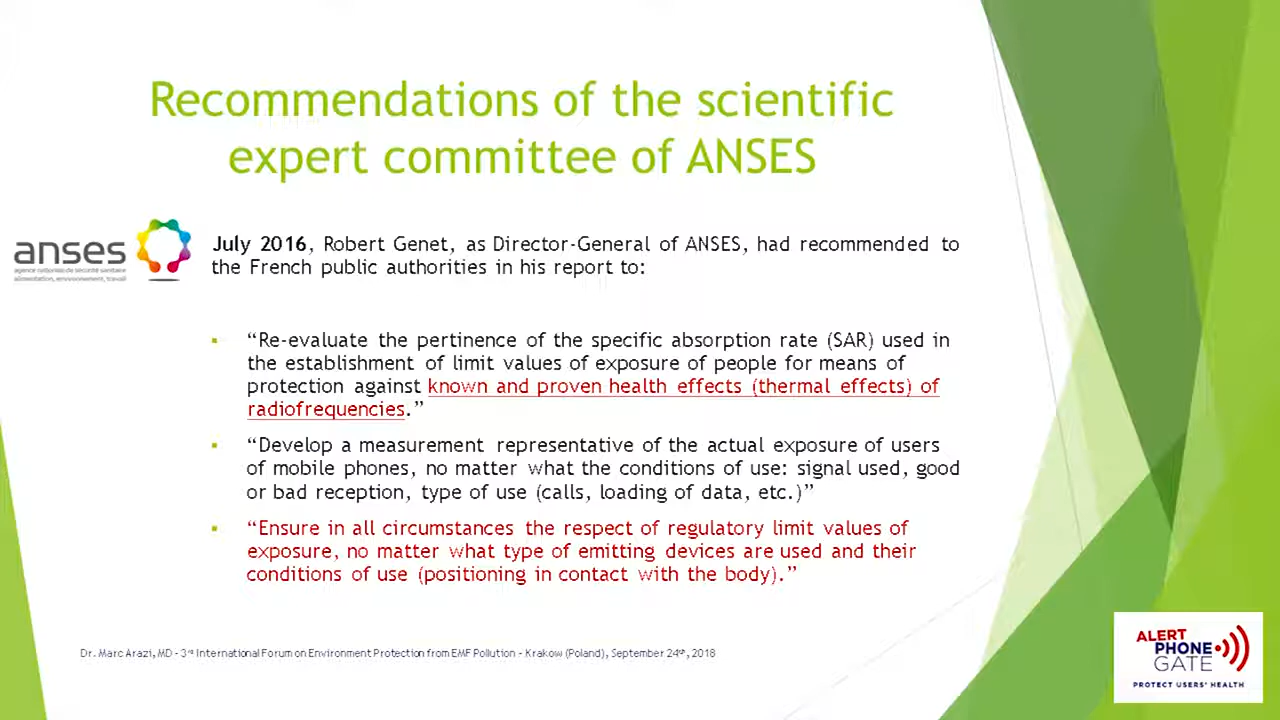 Recommendations of the scientific
expert committee of ANSES
anses
agence nationale de sécurité sanitaire
alimentation, environnement, travail
July 2016, Robert Genet, as Director-General of ANSES, had recommended to
the French public authorities in his report to:
▪ “Re-evaluate the pertinence of the specific absorption rate (SAR) used in
the establishment of limit values of exposure of people for means of
protection against known and proven health effects (thermal effects) of
radiofrequencies.”
▪ “Develop a measurement representative of the actual exposure of users
of mobile phones, no matter what the conditions of use: signal used, good
or bad reception, type of use (calls, loading of data, etc.)”
▪ “Ensure in all circumstances the respect of regulatory limit values of
exposure, no matter what type of emitting devices are used and their
conditions of use (positioning in contact with the body).”
Dr. Marc Arazi, MD – 3rd International Forum on Environment Protection from EMF Pollution – Krakow (Poland), September 24th, 2018
ALERT
PHONE
GATE
PROTECT USERS' HEALTH